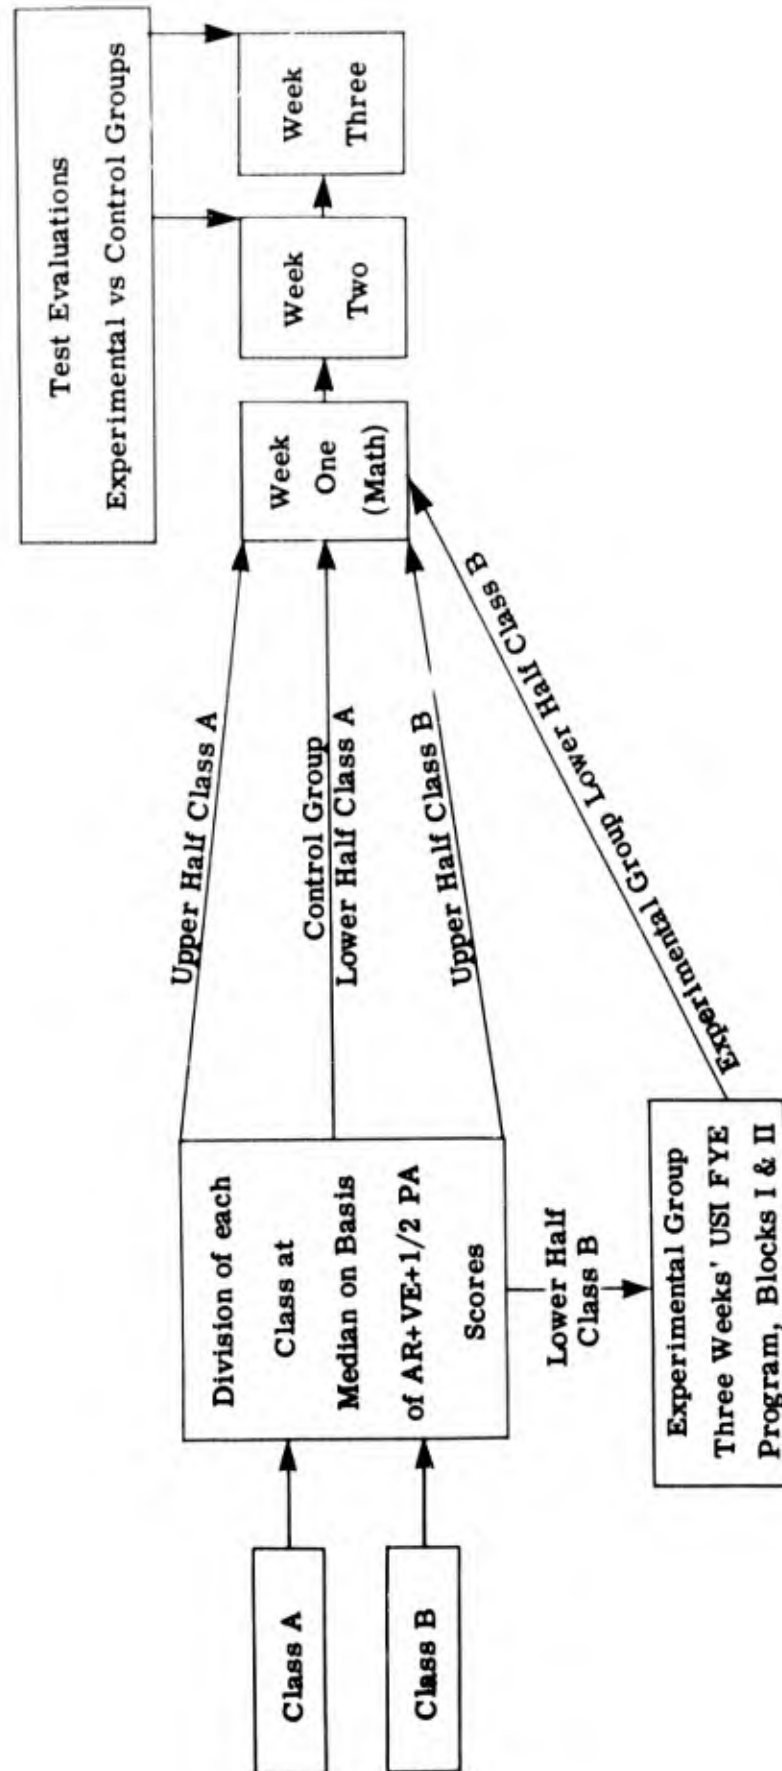 Class A
Class B
Division of each
Class at
Median on Basis
of AR+VE+1/2 PA
Scores
Upper Half Class A
Control Group
Lower Half Class A
Upper Half Class B
Lower Half
Class B
Experimental Group
Three Weeks' USI FYE
Program, Blocks I & II
Experimental Group Lower Half Class B
Week
One
(Math)
Week
Two
Week
Three
Test Evaluations
Experimental vs Control Groups